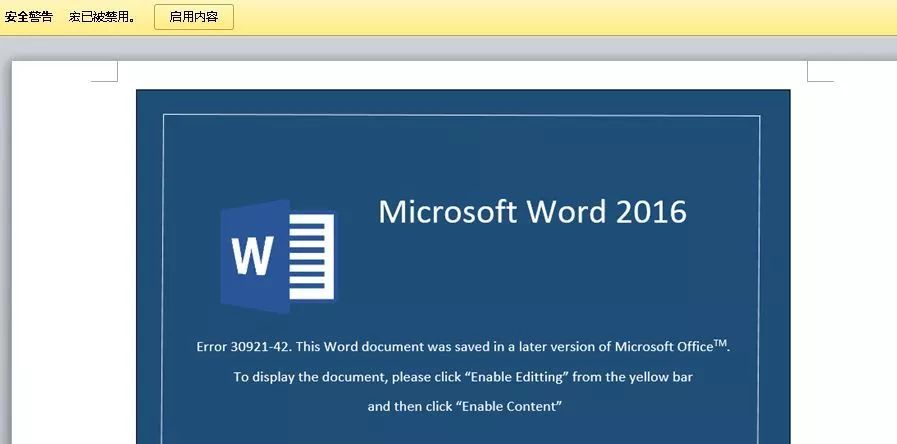 安全警告 宏已被禁用。 启用内容
Microsoft Word 2016
W
Error 30921-42. This Word document was saved in a later version of Microsoft Office™.
To display the document, please click “Enable Editting” from the yellow bar
and then click “Enable Content”